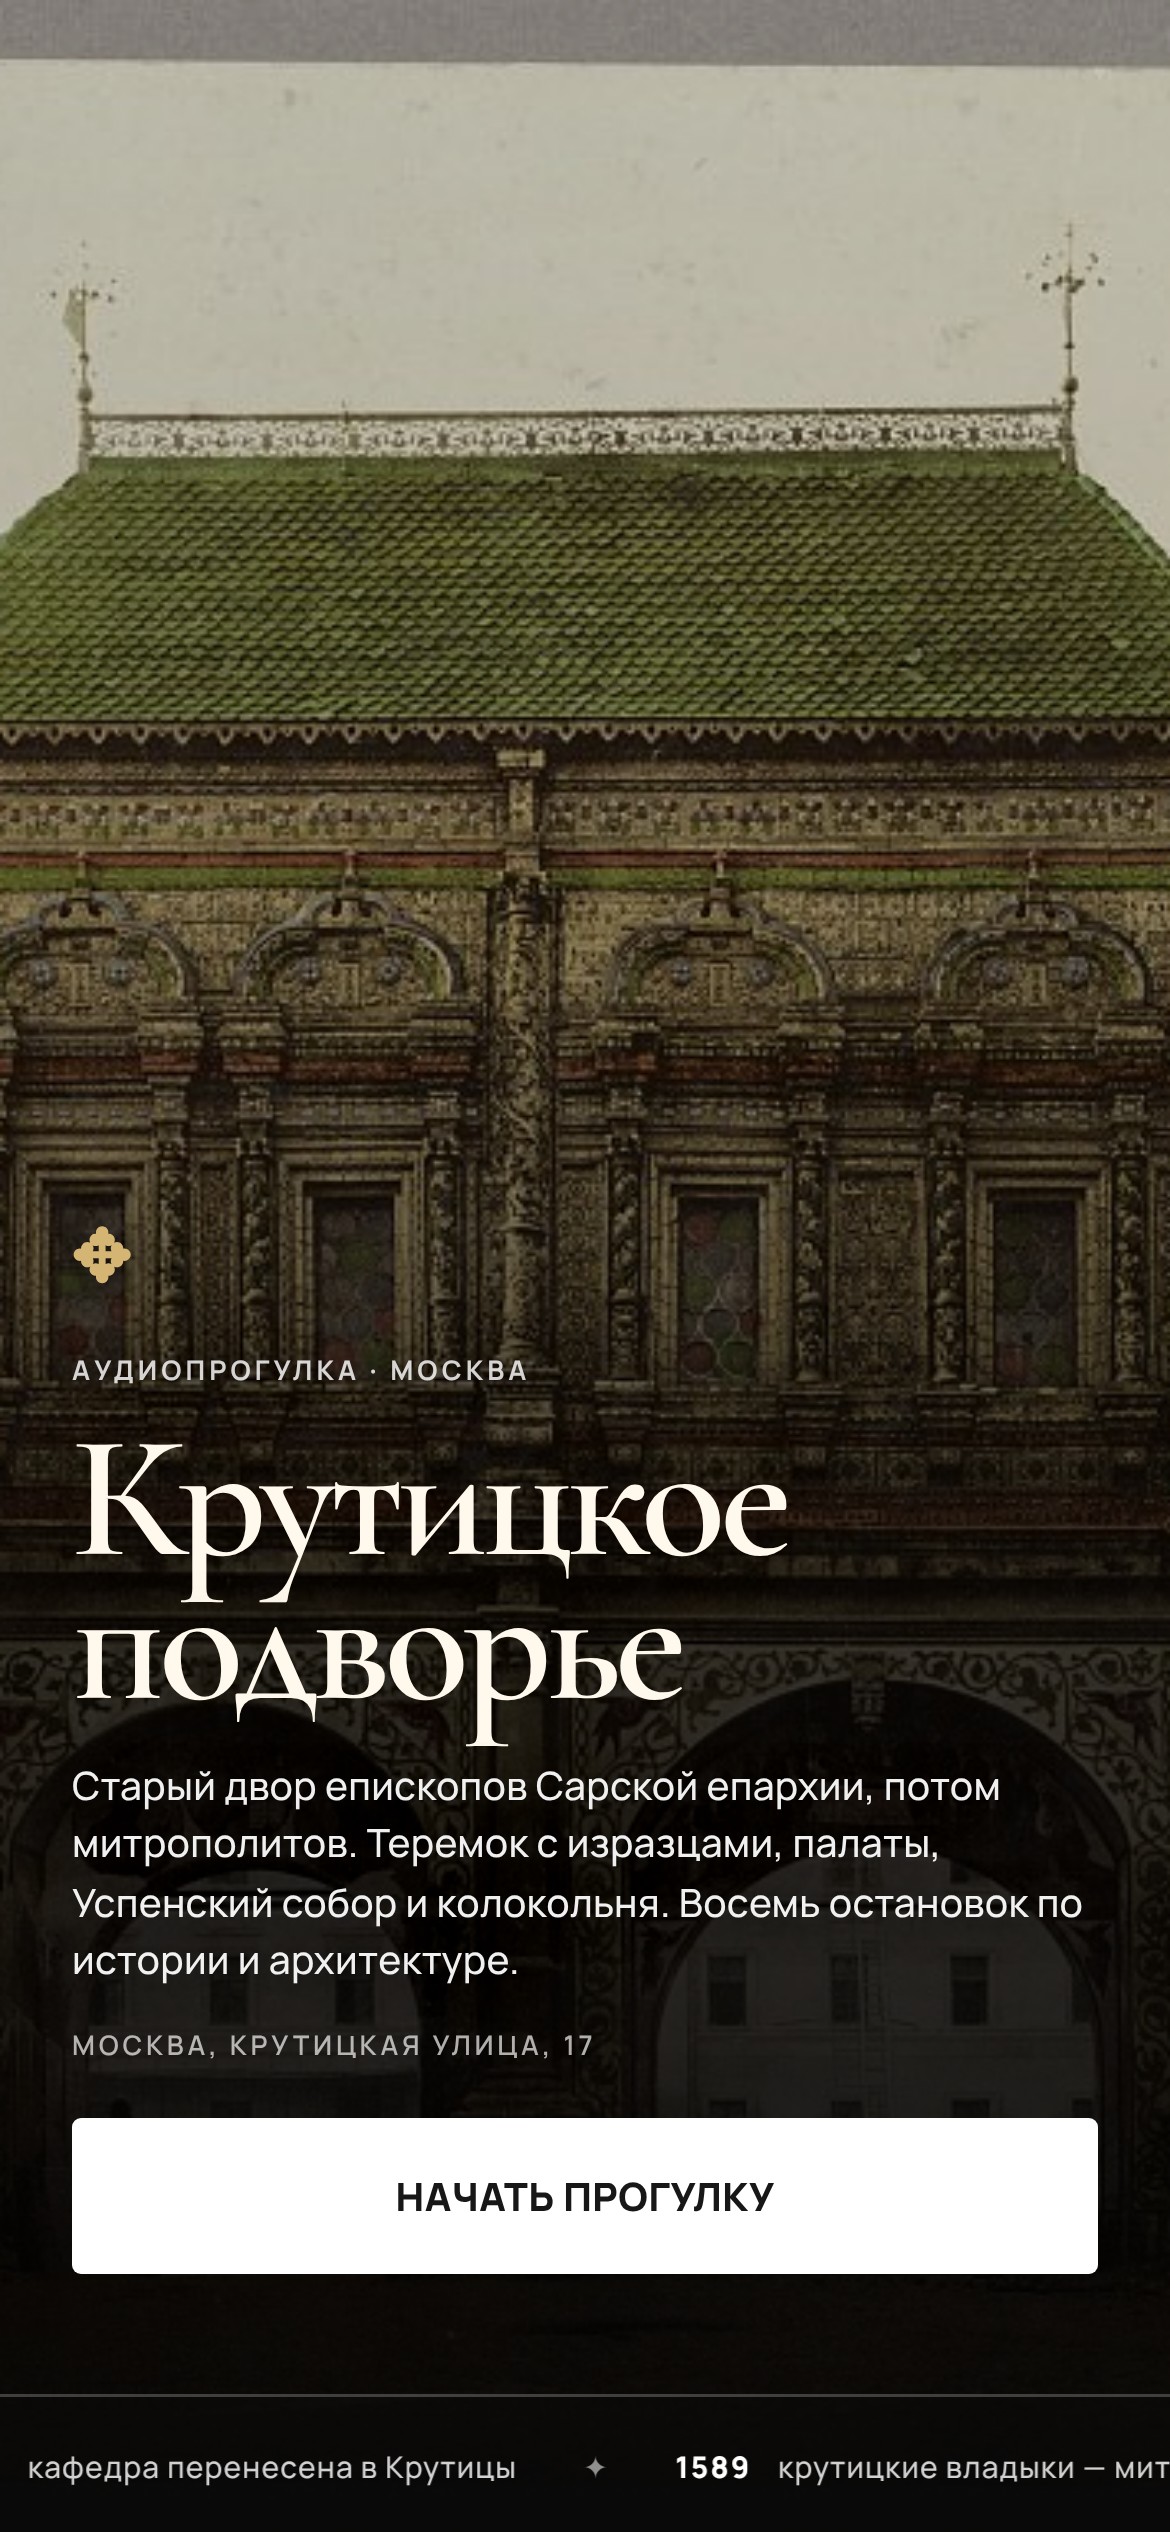 АУДИОПРОГУЛКА · МОСКВА
Крутицкое
подворье
Старый двор епископов Сарской епархии, потом
митрополитов. Теремок с изразцами, палаты,
Успенский собор и колокольня. Восемь остановок по
истории и архитектуре.
МОСКВА, КРУТИЦКАЯ УЛИЦА, 17
НАЧАТЬ ПРОГУЛКУ
кафедра перенесена в Крутицы ✦ 1589 крутицкие владыки — мит